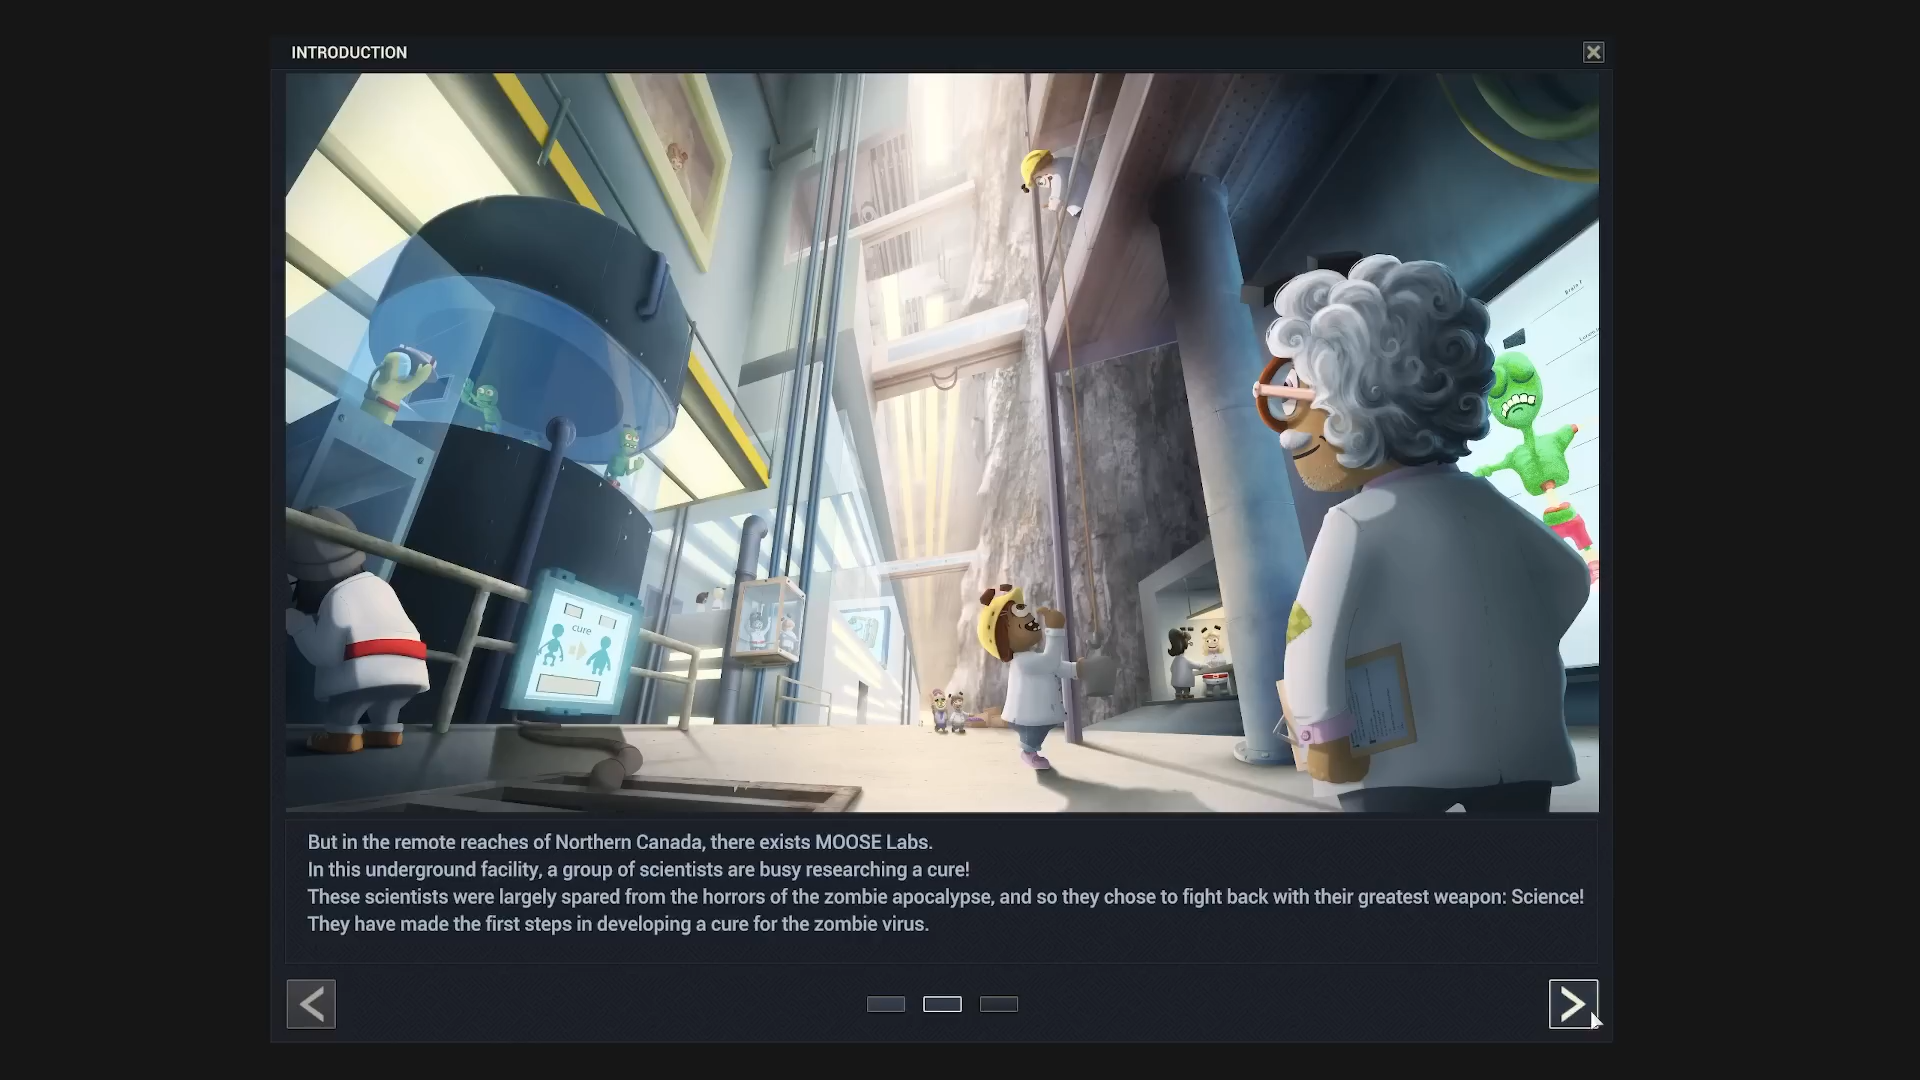 INTRODUCTION
cure
But in the remote reaches of Northern Canada, there exists MOOSE Labs.
In this underground facility, a group of scientists are busy researching a cure!
These scientists were largely spared from the horrors of the zombie apocalypse, and so they chose to fight back with their greatest weapon: Science!
They have made the first steps in developing a cure for the zombie virus.